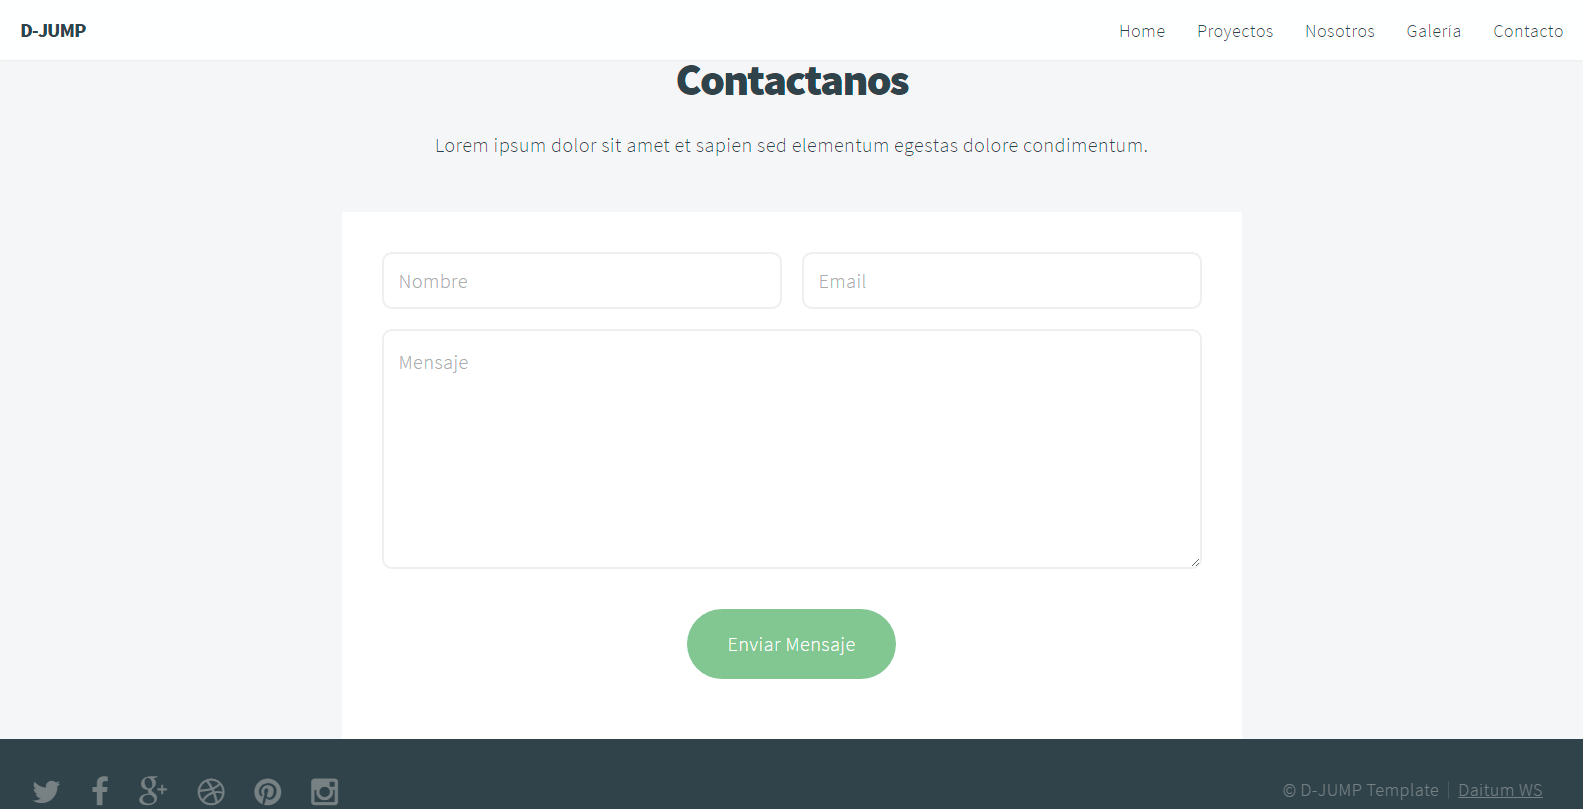 D-JUMP
Home Proyectos Nosotros Galería Contacto
Contactanos
Lorem ipsum dolor sit amet et sapien sed elementum egestas dolore condimentum.
Nombre
Email
Mensaje
Enviar Mensaje
© D-JUMP Template | Daitum WS